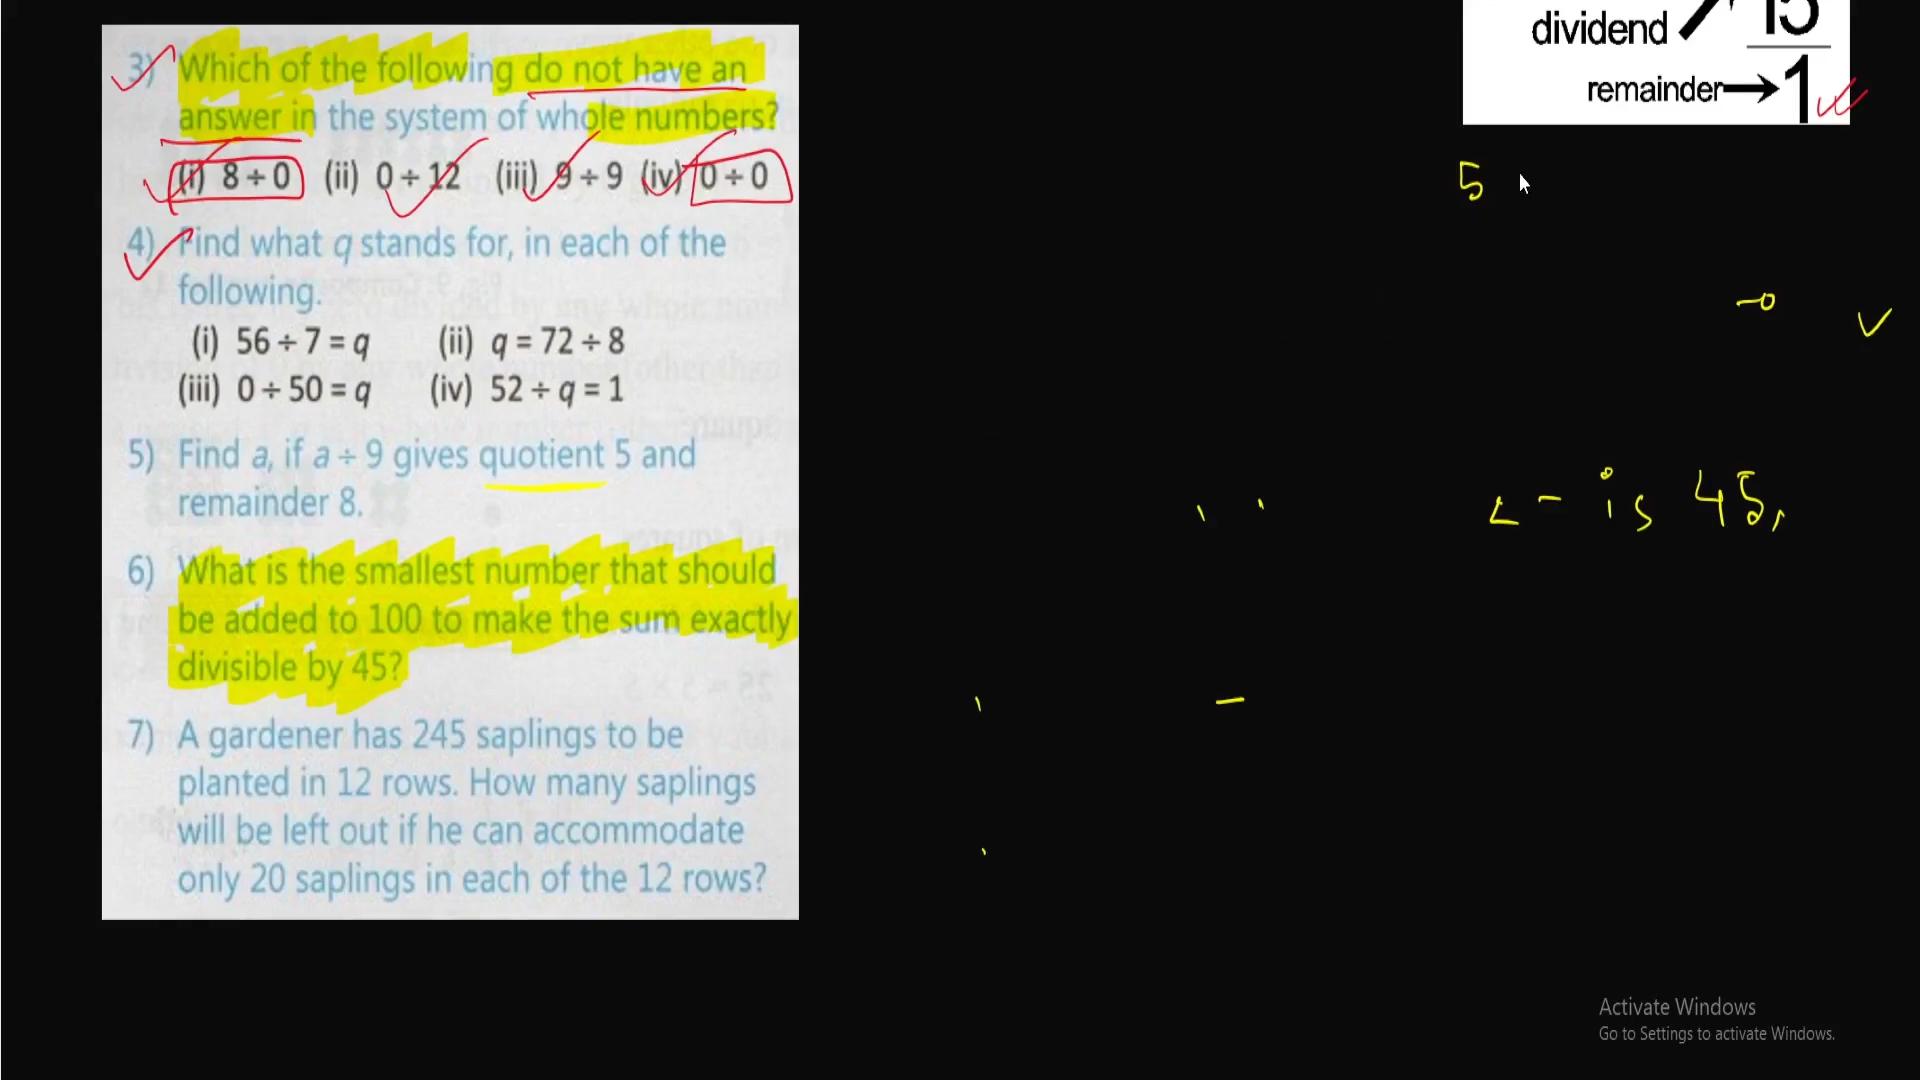 3) Which of the following do not have an
answer in the system of whole numbers?
(i) 8 ÷ 0 (ii) 0 ÷ 12 (iii) 9 ÷ 9 (iv) 0 ÷ 0
4) Find what q stands for, in each of the
following.
(i) 56 ÷ 7 = q (ii) q = 72 ÷ 8
(iii) 0 ÷ 50 = q (iv) 52 ÷ q = 1
5) Find a, if a ÷ 9 gives quotient 5 and
remainder 8.
6) What is the smallest number that should
be added to 100 to make the sum exactly
divisible by 45?
7) A gardener has 245 saplings to be
planted in 12 rows. How many saplings
will be left out if he can accommodate
only 20 saplings in each of the 12 rows?
dividend 15
remainder 1
5
is 45,
Activate Windows
Go to Settings to activate Windows.